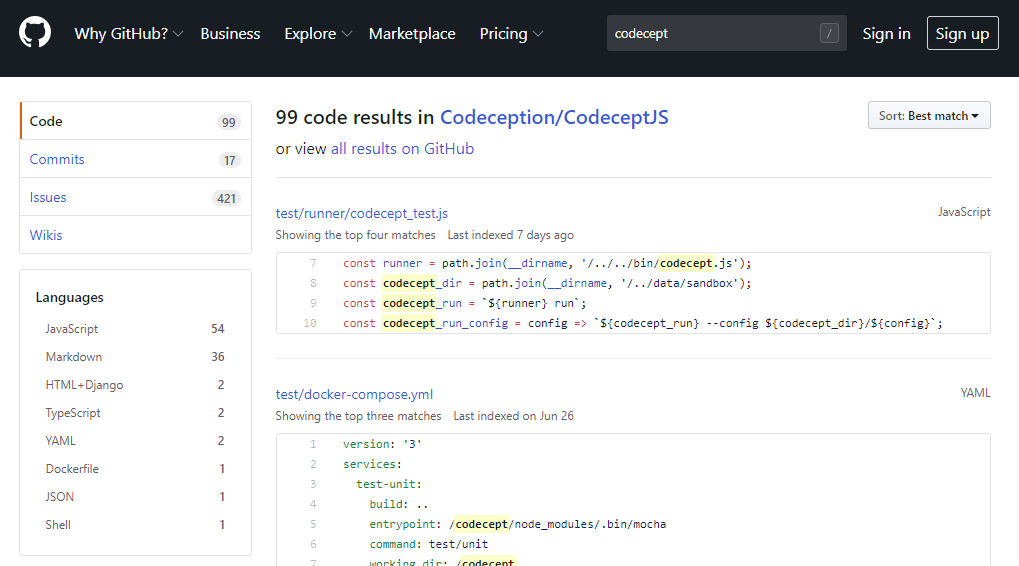 Why GitHub? Business Explore Marketplace Pricing codecept / Sign in Sign up
Code 99
Commits 17
Issues 421
Wikis
Languages
JavaScript 54
Markdown 36
HTML+Django 2
TypeScript 2
YAML 2
Dockerfile 1
JSON 1
Shell 1
99 code results in Codeception/CodeceptJS
Sort: Best match
or view all results on GitHub
test/runner/codecept_test.js
JavaScript
Showing the top four matches Last indexed 7 days ago
7 const runner = path.join(__dirname, '/../../bin/codecept.js');
8 const codecept_dir = path.join(__dirname, '/../data/sandbox');
9 const codecept_run = `${runner} run`;
10 const codecept_run_config = config => `${codecept_run} --config ${codecept_dir}/${config}`;
test/docker-compose.yml
YAML
Showing the top three matches Last indexed on Jun 26
1 version: '3'
2 services:
3 test-unit:
4 build: ..
5 entrypoint: /codecept/node_modules/.bin/mocha
6 command: test/unit
7 working_dir: /codecept